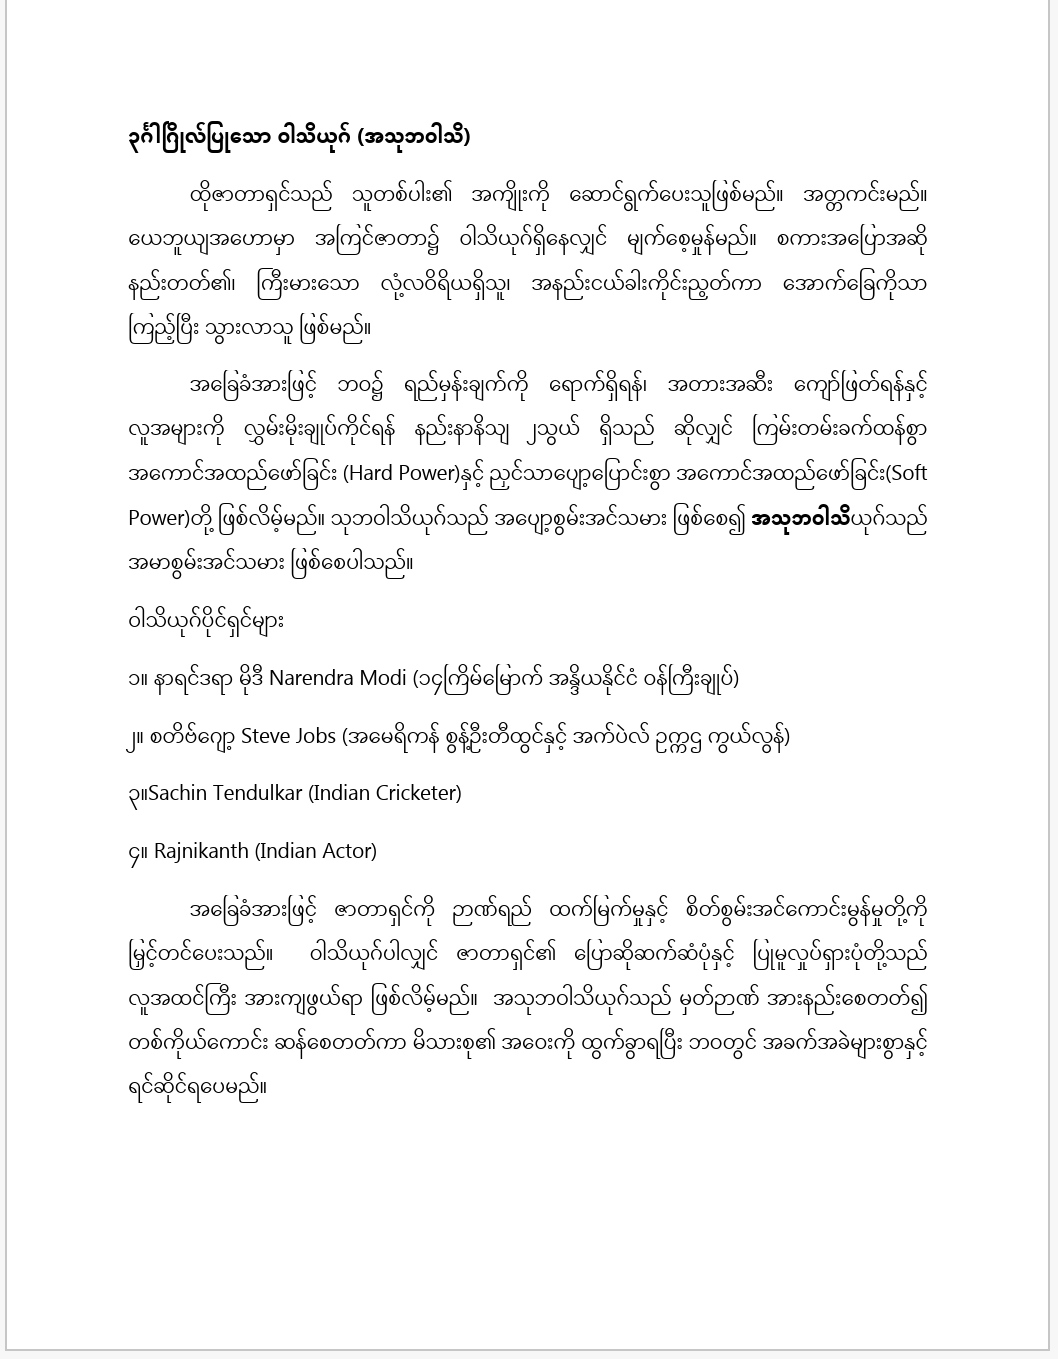 ၃င်္ဂါဂြိုလ်ပြုသော ဝါသိယုဂ် (အသုဘဝါသိ)
ထိုဇာတာရှင်သည် သူတစ်ပါး၏ အကျိုးကို ဆောင်ရွက်ပေးသူဖြစ်မည်။ အတ္တကင်းမည်။
ယေဘူယျအဟောမှာ အကြင်ဇာတာ၌ ဝါသိယုဂ်ရှိနေလျှင် မျက်စေ့မှုန်မည်။ စကားအပြောအဆို
နည်းတတ်၏၊ ကြီးမားသော လုံ့လဝိရိယရှိသူ၊ အနည်းငယ်ခါးကိုင်းညွတ်ကာ အောက်ခြေကိုသာ
ကြည့်ပြီး သွားလာသူ ဖြစ်မည်။
အခြေခံအားဖြင့် ဘဝ၌ ရည်မှန်းချက်ကို ရောက်ရှိရန်၊ အတားအဆီး ကျော်ဖြတ်ရန်နှင့်
လူအများကို လွှမ်းမိုးချုပ်ကိုင်ရန် နည်းနာနိသျ ၂သွယ် ရှိသည် ဆိုလျှင် ကြမ်းတမ်းခက်ထန်စွာ
အကောင်အထည်ဖော်ခြင်း (Hard Power)နှင့် ညှင်သာပျော့ပြောင်းစွာ အကောင်အထည်ဖော်ခြင်း(Soft
Power)တို့ ဖြစ်လိမ့်မည်။ သုဘဝါသိယုဂ်သည် အပျော့စွမ်းအင်သမား ဖြစ်စေ၍ အသုဘဝါသိယုဂ်သည်
အမာစွမ်းအင်သမား ဖြစ်စေပါသည်။
ဝါသိယုဂ်ပိုင်ရှင်များ
၁။ နာရင်ဒရာ မိုဒီ Narendra Modi (၁၄ကြိမ်မြောက် အန္ဒိယနိုင်ငံ ဝန်ကြီးချုပ်)
၂။ စတိဗ်ဂျော့ Steve Jobs (အမေရိကန် စွန့်ဦးတီထွင်နှင့် အက်ပဲလ် ဥက္ကဌ ကွယ်လွန်)
၃။Sachin Tendulkar (Indian Cricketer)
၄။ Rajnikanth (Indian Actor)
အခြေခံအားဖြင့် ဇာတာရှင်ကို ဉာဏ်ရည် ထက်မြက်မှုနှင့် စိတ်စွမ်းအင်ကောင်းမွန်မှုတို့ကို
မြှင့်တင်ပေးသည်။ ဝါသိယုဂ်ပါလျှင် ဇာတာရှင်၏ ပြောဆိုဆက်ဆံပုံနှင့် ပြုမူလှုပ်ရှားပုံတို့သည်
လူအထင်ကြီး အားကျဖွယ်ရာ ဖြစ်လိမ့်မည်။ အသုဘဝါသိယုဂ်သည် မှတ်ဉာဏ် အားနည်းစေတတ်၍
တစ်ကိုယ်ကောင်း ဆန်စေတတ်ကာ မိသားစု၏ အဝေးကို ထွက်ခွာရပြီး ဘဝတွင် အခက်အခဲများစွာနှင့်
ရင်ဆိုင်ရပေမည်။